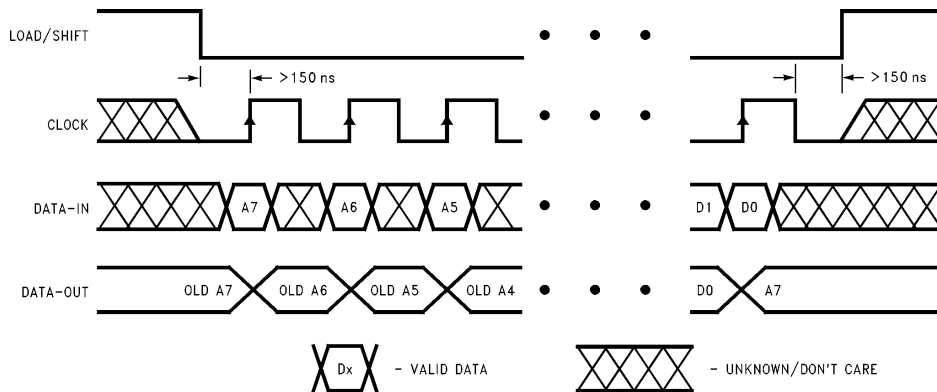 LOAD/SHIFT
>150 ns >150 ns
CLOCK
DATA-IN A7 A6 A5 D1 D0
DATA-OUT OLD A7 OLD A6 OLD A5 OLD A4 D0 A7
Dx - VALID DATA - UNKNOWN/DON'T CARE